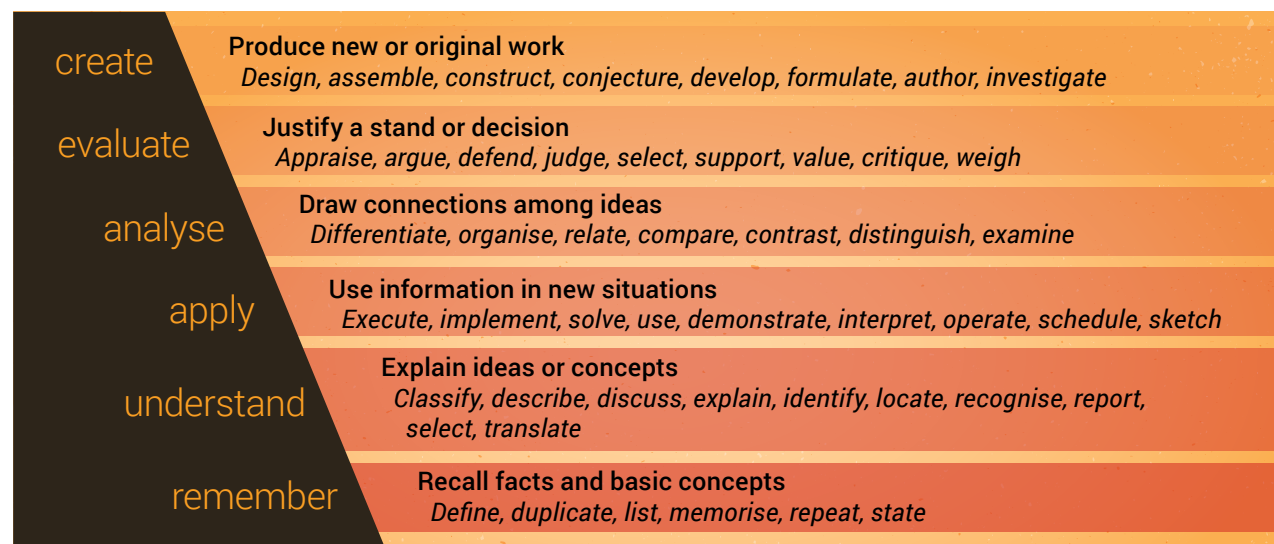 create
Produce new or original work
Design, assemble, construct, conjecture, develop, formulate, author, investigate
evaluate
Justify a stand or decision
Appraise, argue, defend, judge, select, support, value, critique, weigh
analyse
Draw connections among ideas
Differentiate, organise, relate, compare, contrast, distinguish, examine
apply
Use information in new situations
Execute, implement, solve, use, demonstrate, interpret, operate, schedule, sketch
understand
Explain ideas or concepts
Classify, describe, discuss, explain, identify, locate, recognise, report,
select, translate
remember
Recall facts and basic concepts
Define, duplicate, list, memorise, repeat, state